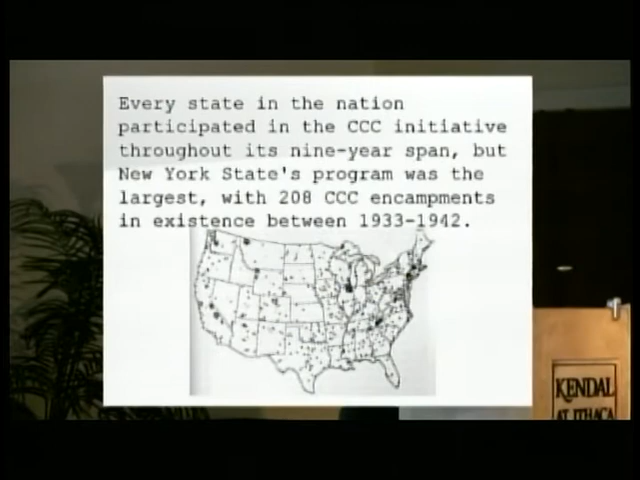 Every state in the nation
participated in the CCC initiative
throughout its nine-year span, but
New York State's program was the
largest, with 208 CCC encampments
in existence between 1933-1942.
KENDAL
AT ITHACA